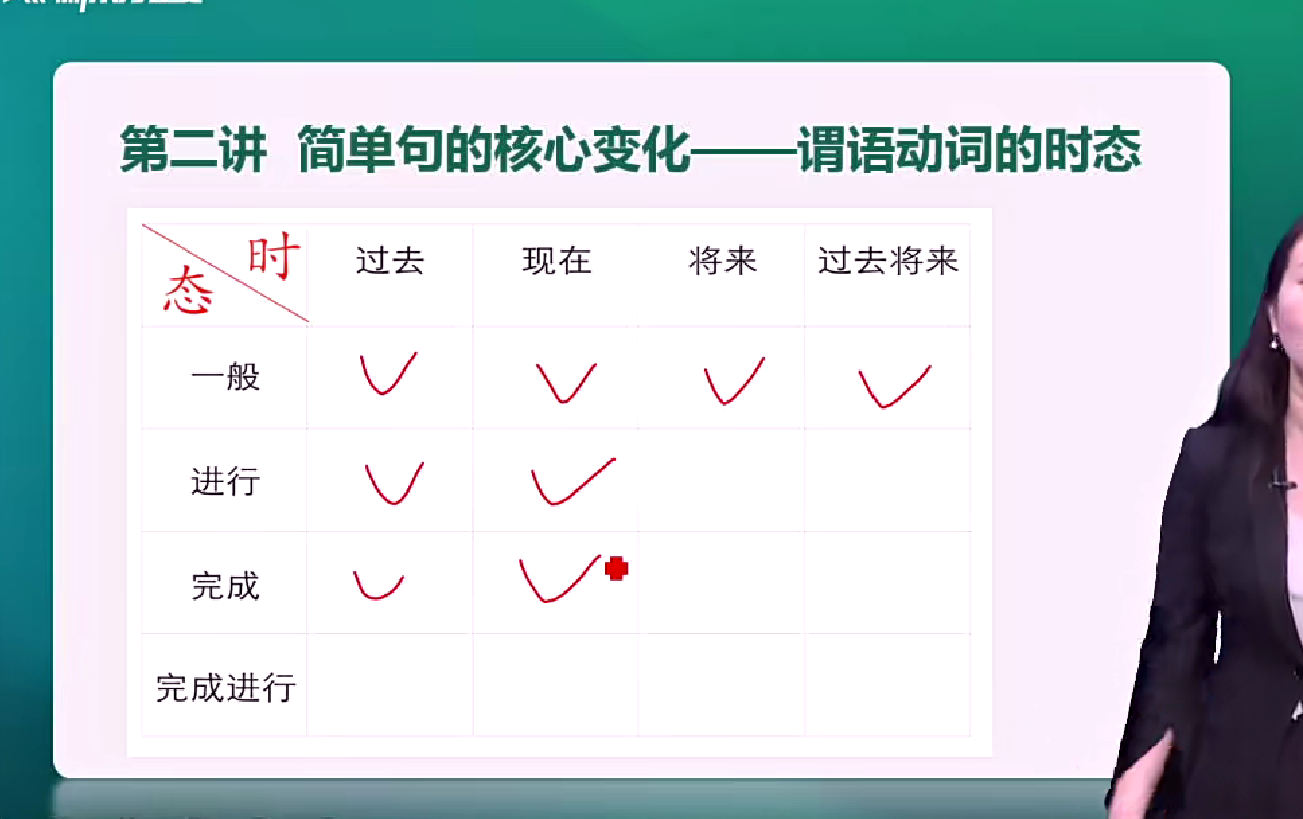 第二讲 简单句的核心变化——谓语动词的时态
时
态
过去
现在
将来
过去将来
一般
进行
完成
完成进行